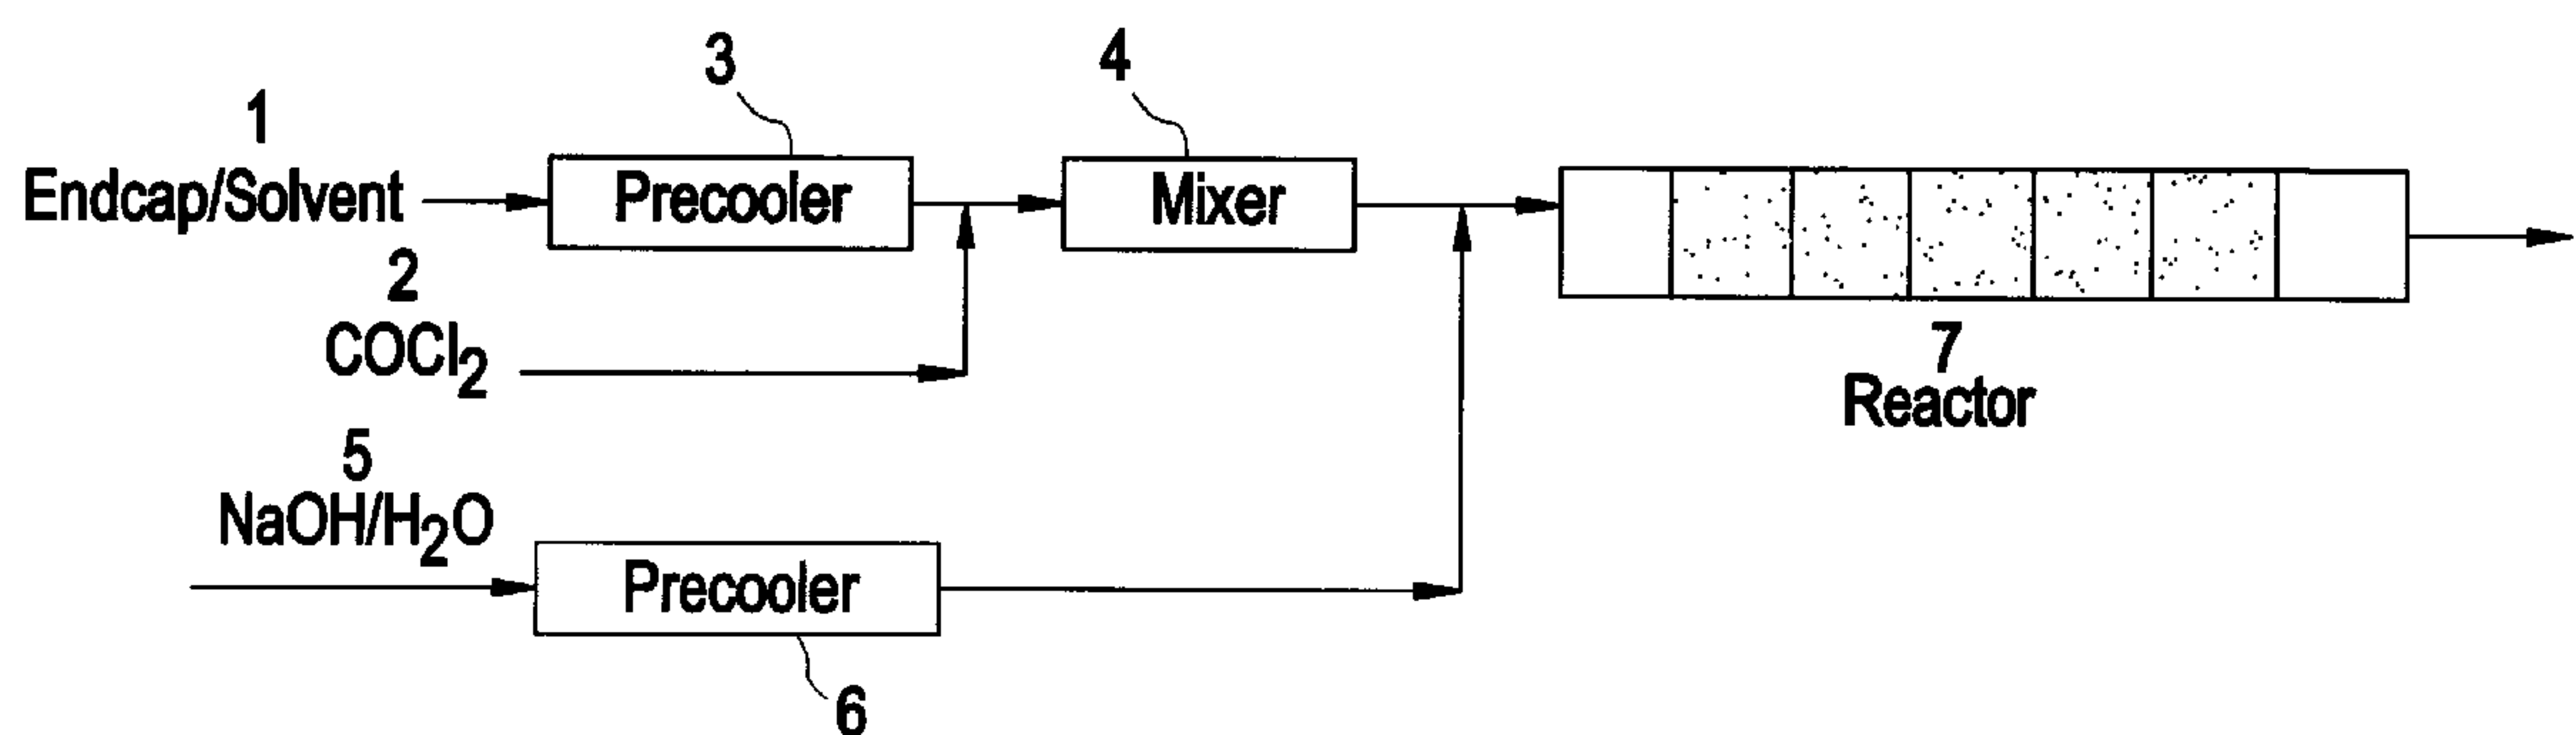 3
4
1
Endcap/Solvent
Precooler
Mixer
2
COCl₂
7
Reactor
5
NaOH/H₂O
Precooler
6